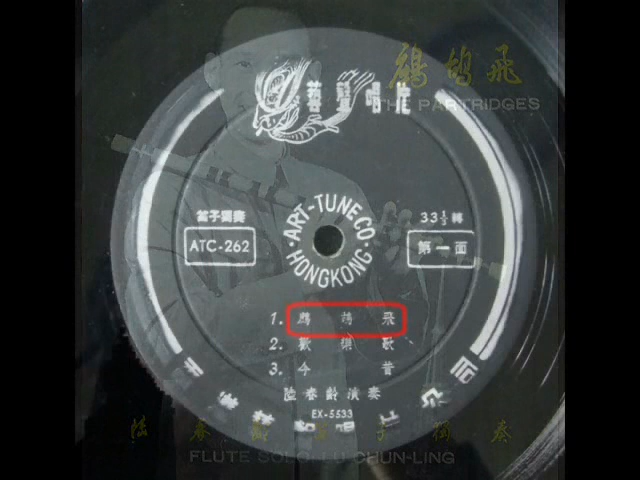 鷓鴣飛
THE PARTRIDGES
藝聲唱片
笛子獨奏
ATC-262
ART-TUNE CO
·HONGKONG·
33⅓轉
第一面
1. 鷓鴣飛
2. 歡樂歌
3. 今昔
陸春齡演奏
EX-5533
陸春齡笛子獨奏
FLUTE SOLO: LU CHUN-LING